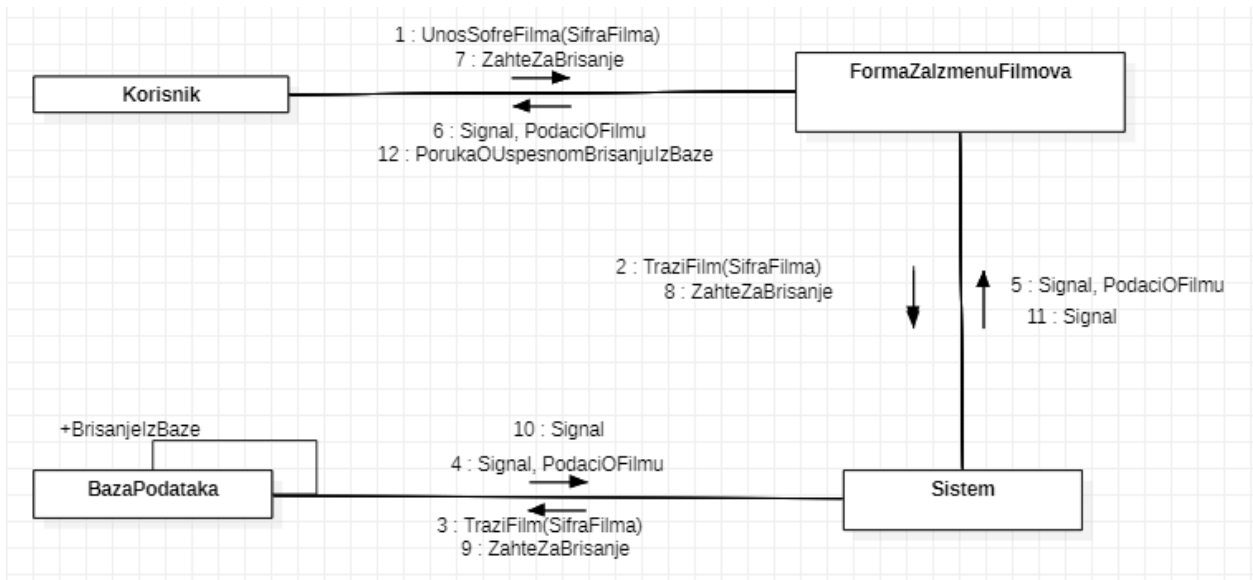 1 : UnosSofreFilma(SifraFilma)
7 : ZahteZaBrisanje
Korisnik
FormaZaIzmenuFilmova
6 : Signal, PodaciOFilmu
12 : PorukaOUspesnomBrisanjuIzBaze
2 : TraziFilm(SifraFilma)
8 : ZahteZaBrisanje
5 : Signal, PodaciOFilmu
11 : Signal
+BrisanjeIzBaze
10 : Signal
4 : Signal, PodaciOFilmu
BazaPodataka
Sistem
3 : TraziFilm(SifraFilma)
9 : ZahteZaBrisanje